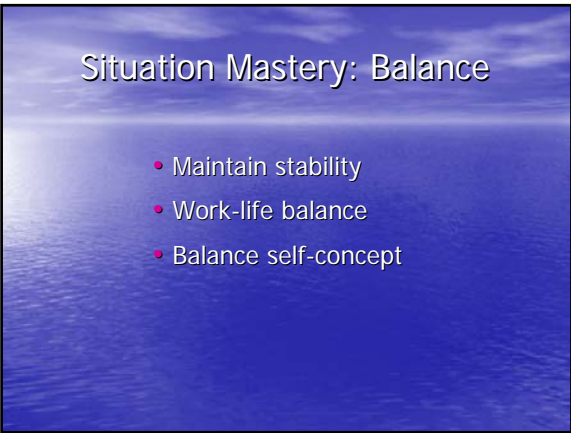 Situation Mastery: Balance
• Maintain stability
• Work-life balance
• Balance self-concept